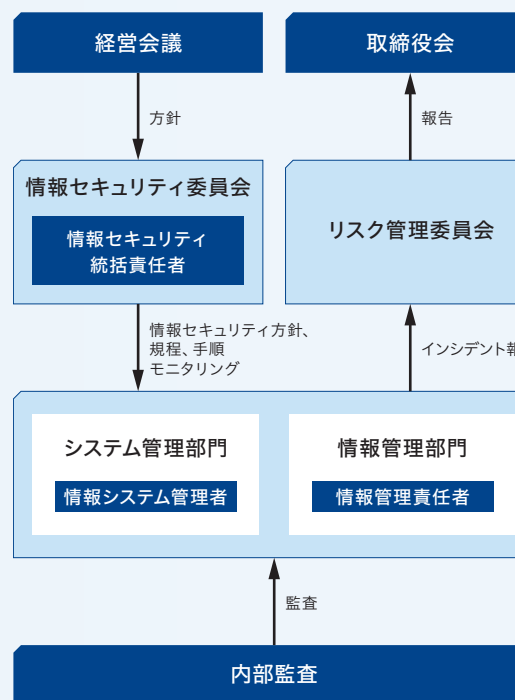 経営会議
取締役会
方針
報告
情報セキュリティ委員会
情報セキュリティ
統括責任者
リスク管理委員会
情報セキュリティ方針、
規程、手順
モニタリング
インシデント報
システム管理部門
情報システム管理者
情報管理部門
情報管理責任者
監査
内部監査